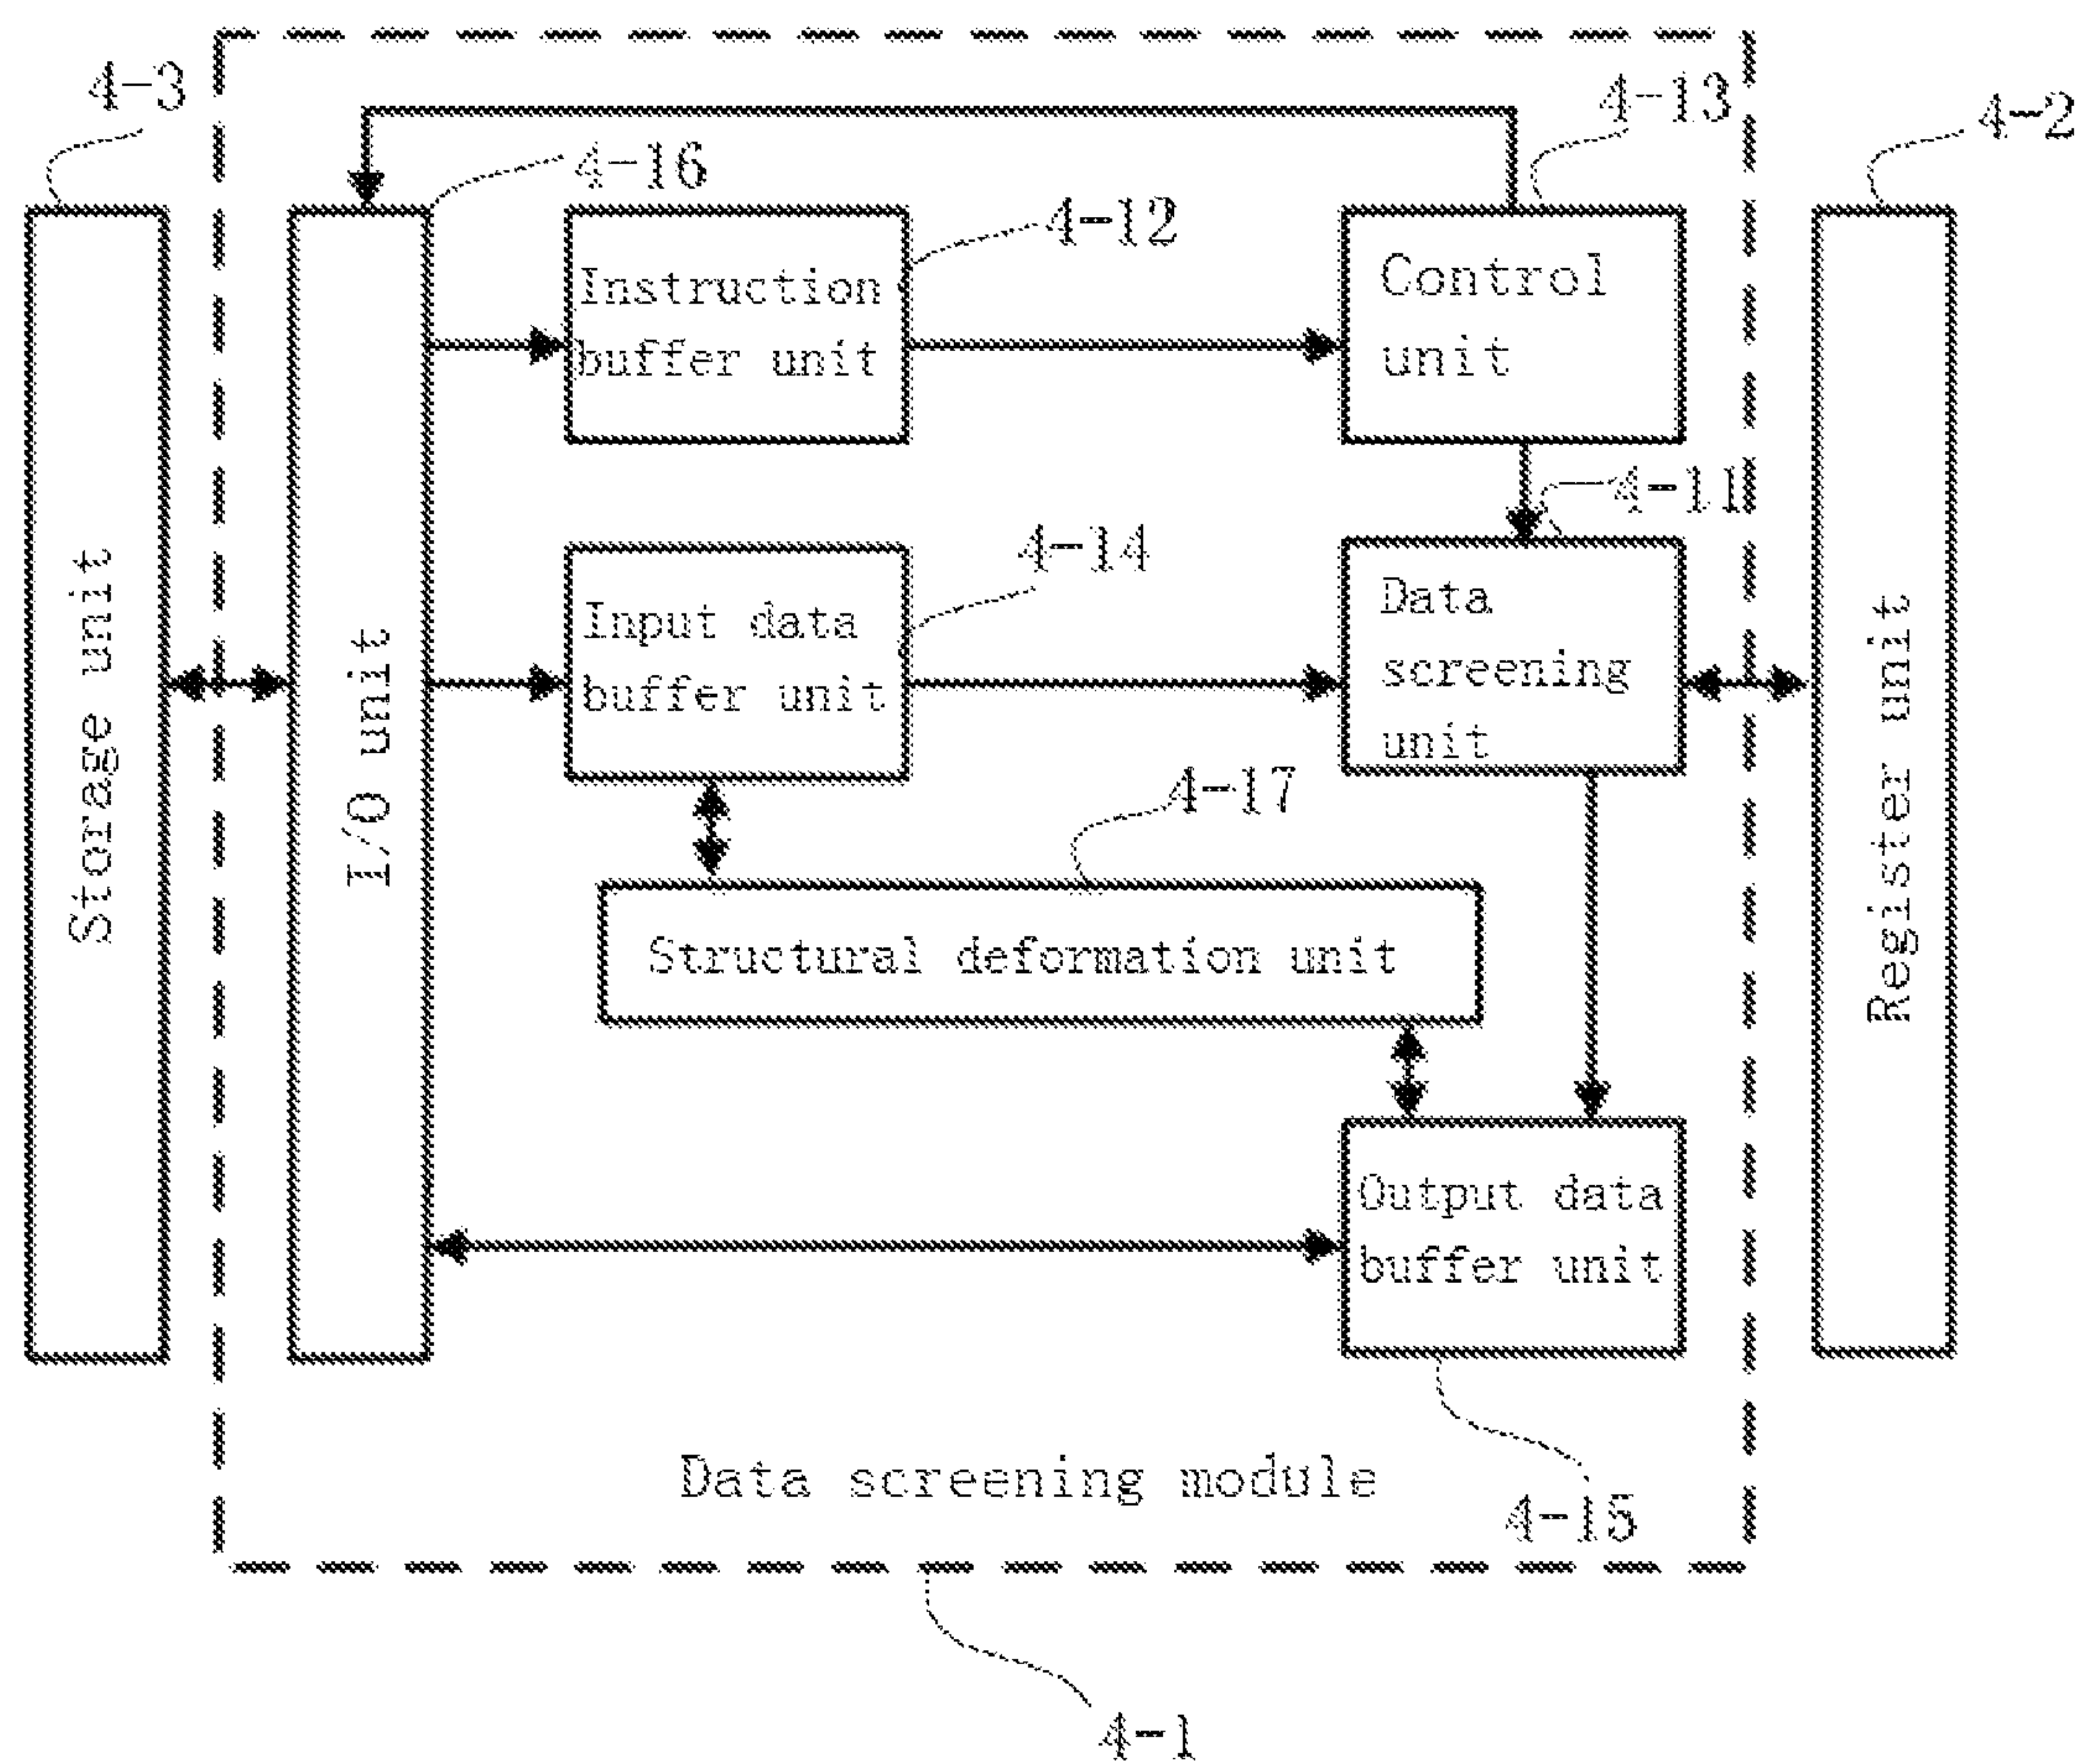 4-3
4-13
4-2
4-16
4-12
Instruction
buffer unit
Control
unit
4-11
4-14
Input data
buffer unit
Data
screening
unit
Storage unit
I/O unit
Register unit
4-17
Structural deformation unit
Output data
buffer unit
Data screening module
4-15
4-1